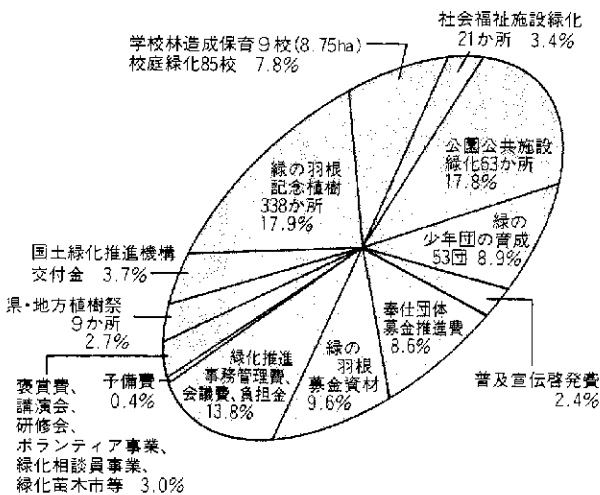 学校林造成保育9校(8.75ha)
校庭緑化85校 7.8%
社会福祉施設緑化
21か所 3.4%
公園公共施設
緑化63か所
17.8%
緑の
少年団の育成
53団 8.9%
普及宣伝啓発費
2.4%
奉仕団体
募金推進費
8.6%
緑の
羽根
募金資材
9.6%
緑化推進
事務管理費、
会議費、負担金
13.8%
予備費
0.4%
褒賞費、
講演会、
研修会、
ボランティア事業、
緑化相談員事業、
緑化苗木市等 3.0%
県・地方植樹祭
9か所
2.7%
国土緑化推進機構
交付金 3.7%
緑の羽根
記念植樹
338か所
17.9%